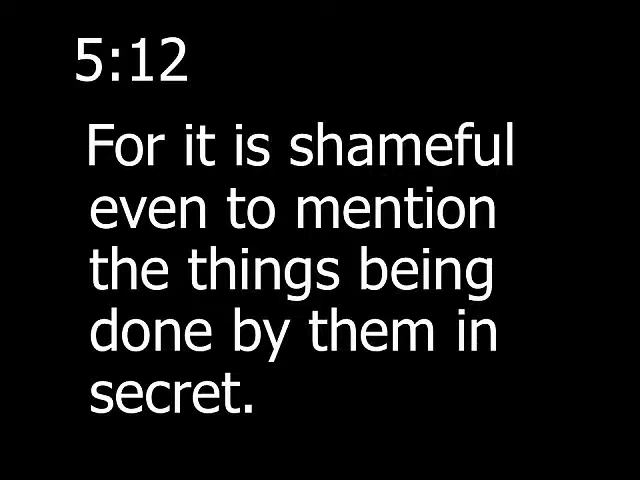 5:12
For it is shameful
even to mention
the things being
done by them in
secret.